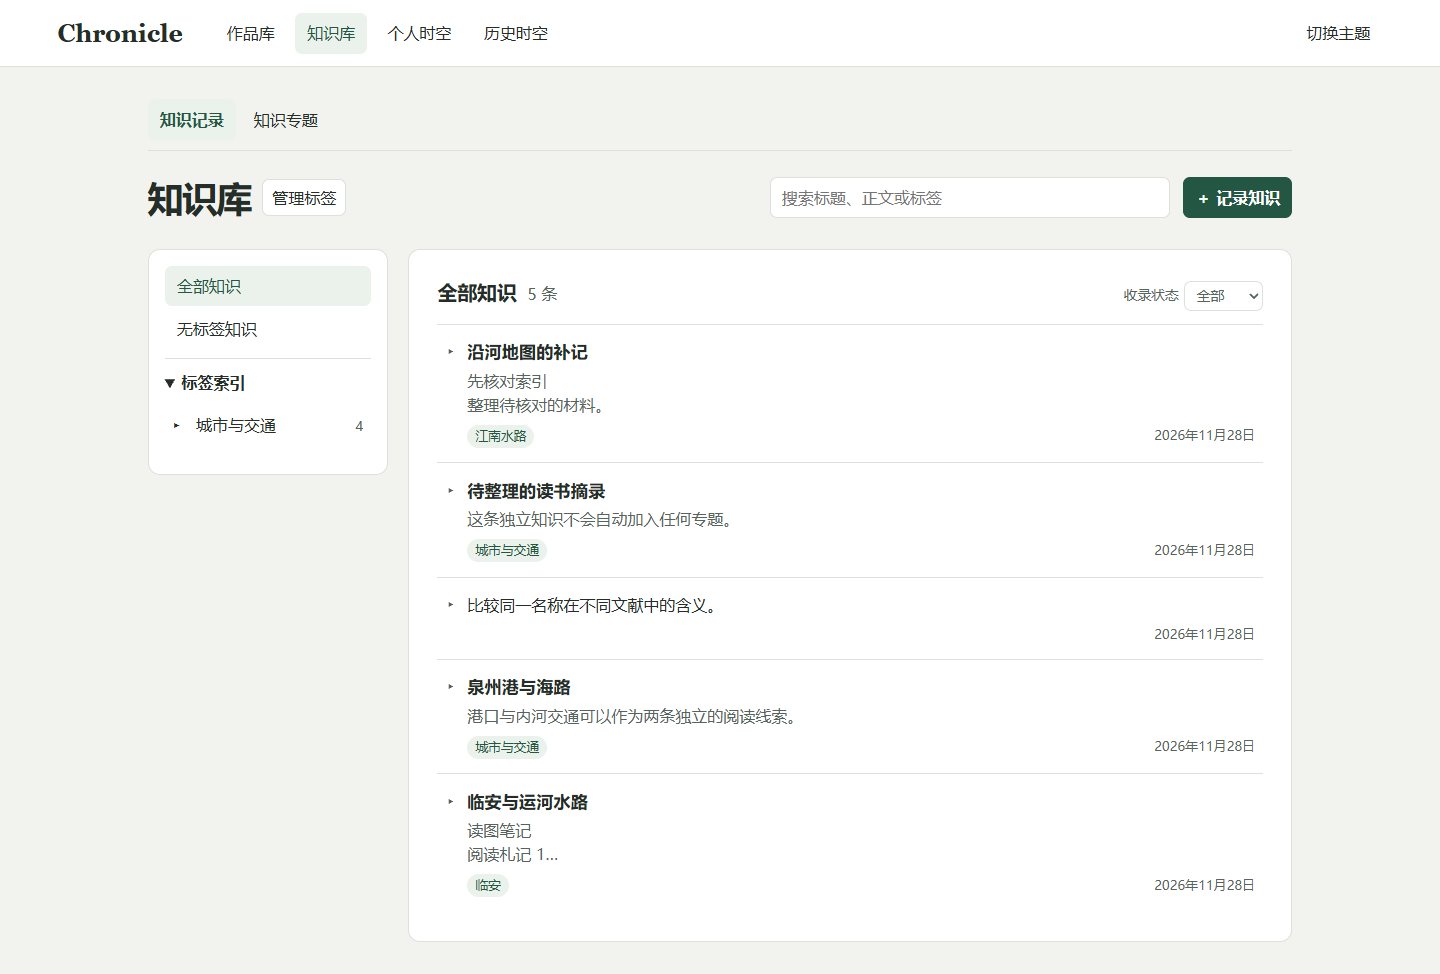 Chronicle 作品库 知识库 个人时空 历史时空 切换主题
知识记录 知识专题
知识库 管理标签 搜索标题、正文或标签 + 记录知识
全部知识
无标签知识
▼ 标签索引
▸ 城市与交通 4
全部知识 5 条 收录状态 全部
▸ 沿河地图的补记
先核对索引
整理待核对的材料。
江南水路 2026年11月28日
▸ 待整理的读书摘录
这条独立知识不会自动加入任何专题。
城市与交通 2026年11月28日
▸ 比较同一名称在不同文献中的含义。
2026年11月28日
▸ 泉州港与海路
港口与内河交通可以作为两条独立的阅读线索。
城市与交通 2026年11月28日
▸ 临安与运河水路
读图笔记
阅读札记 1...
临安 2026年11月28日